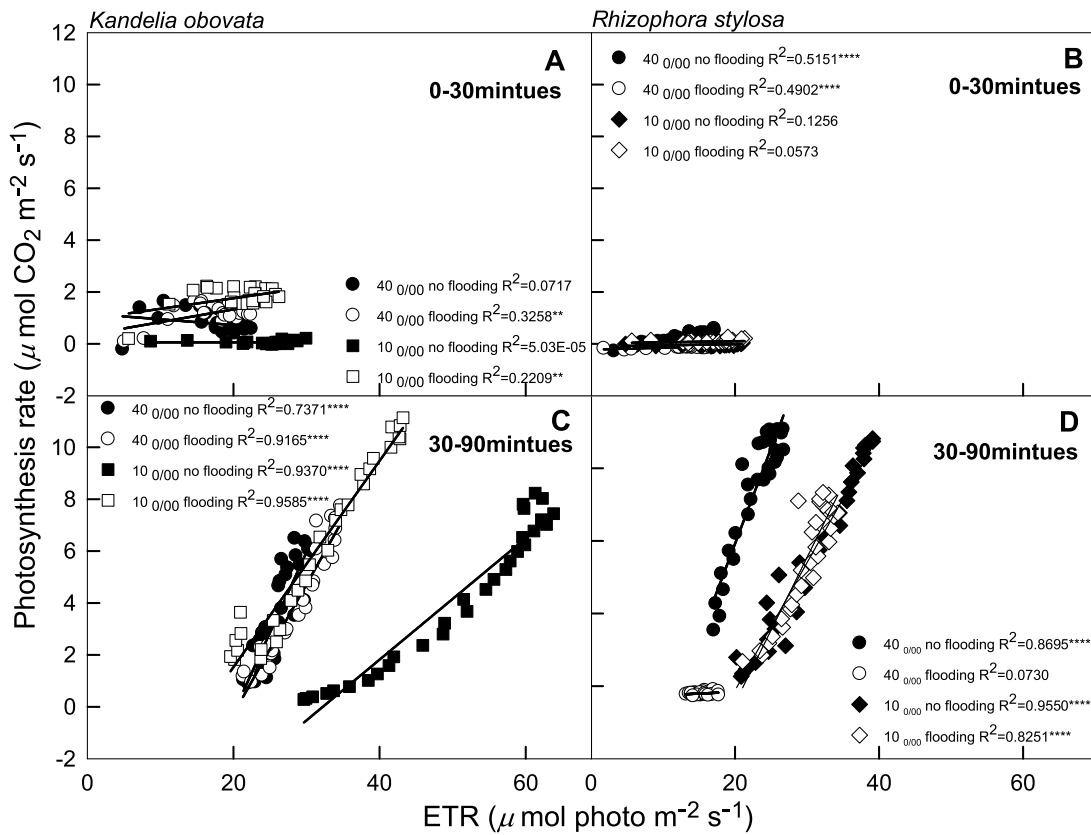 Kandelia obovata
Rhizophora stylosa
12
10
8
6
4
2
0
-2
A
0-30mintues
40 0/00 no flooding R2=0.0717
40 0/00 flooding R2=0.3258**
10 0/00 no flooding R2=5.03E-05
10 0/00 flooding R2=0.2209**
B
0-30mintues
40 0/00 no flooding R2=0.5151****
40 0/00 flooding R2=0.4902****
10 0/00 no flooding R2=0.1256
10 0/00 flooding R2=0.0573
Photosynthesis rate (μ mol CO2 m-2 s-1)
10
8
6
4
2
0
-2
C
30-90mintues
40 0/00 no flooding R2=0.7371****
40 0/00 flooding R2=0.9165****
10 0/00 no flooding R2=0.9370****
10 0/00 flooding R2=0.9585****
D
30-90mintues
40 0/00 no flooding R2=0.8695****
40 0/00 flooding R2=0.0730
10 0/00 no flooding R2=0.9550****
10 0/00 flooding R2=0.8251****
0 20 40 60 0 20 40 60
ETR (μ mol photo m-2 s-1)